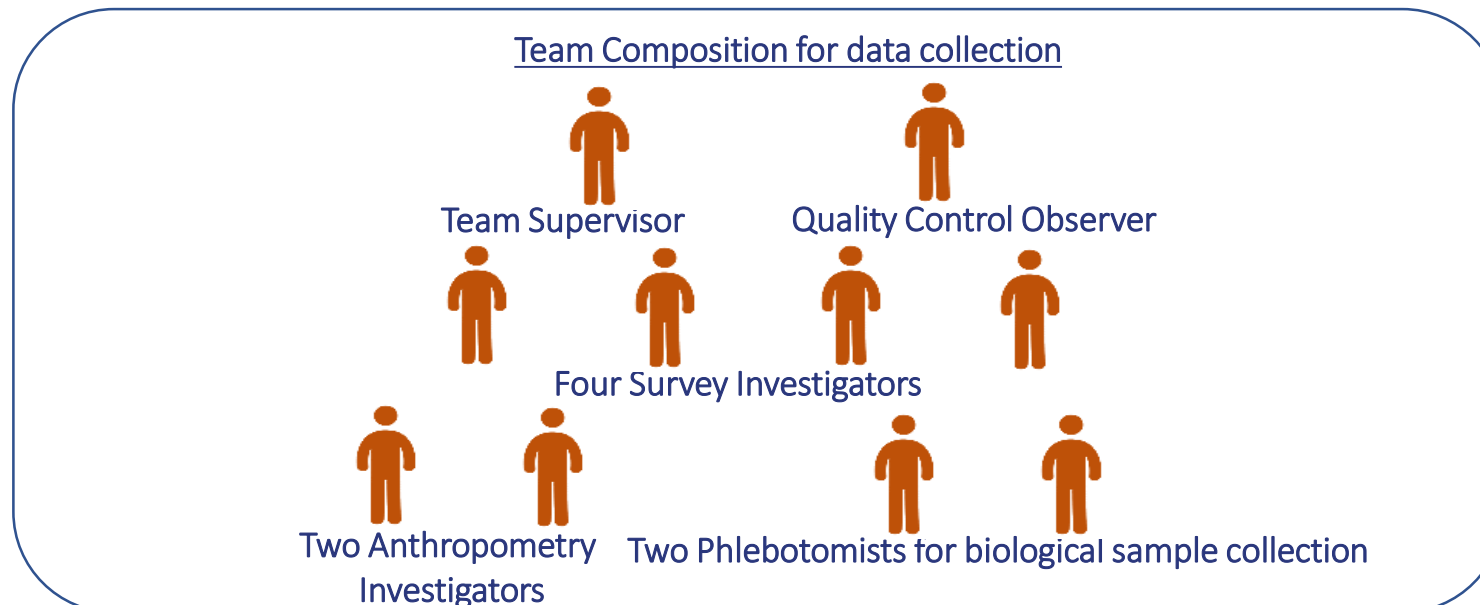 Team Composition for data collection
Team Supervisor
Quality Control Observer
Four Survey Investigators
Two Anthropometry
Investigators
Two Phlebotomists for biological sample collection